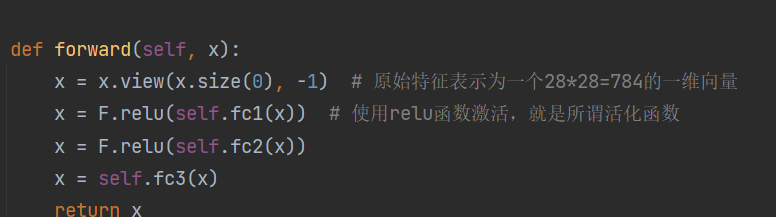 def forward(self, x):
x = x.view(x.size(0), -1)  # 原始特征表示为一个28*28=784的一维向量
x = F.relu(self.fc1(x))  # 使用relu函数激活，就是所谓活化函数
x = F.relu(self.fc2(x))
x = self.fc3(x)
return x